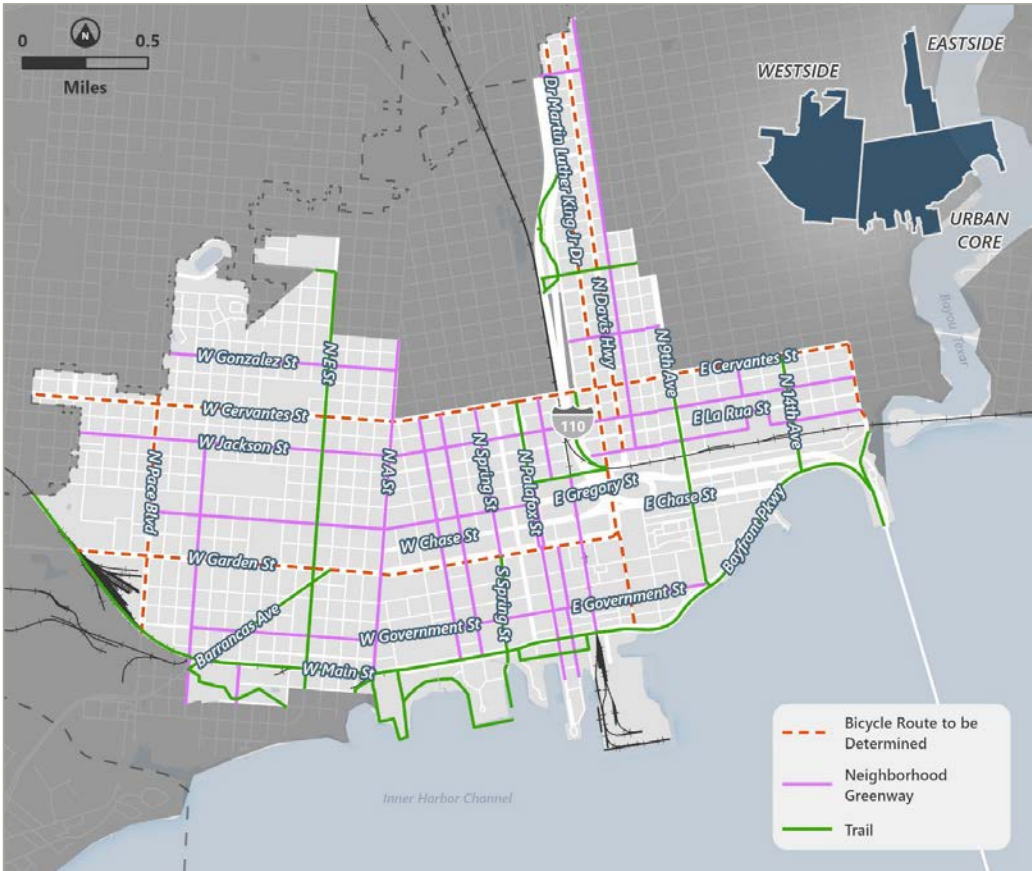 N
0 0.5
Miles
EASTSIDE
WESTSIDE
URBAN
CORE
Dr Martin Luther King Jr Dr
N Davis Hwy
N 9th Ave
Bayou Texar
W Gonzalez St
N E St
E Cervantes St
W Cervantes St
N 14th Ave
E La Rua St
110
W Jackson St
N Spring St
N A St
N Palafox St
N Pace Blvd
E Gregory St
E Chase St
W Chase St
Bayfront Pkwy
W Garden St
S Spring St
E Government St
W Government St
Barrancas Ave
W Main St
Inner Harbor Channel
Bicycle Route to be
Determined
Neighborhood
Greenway
Trail